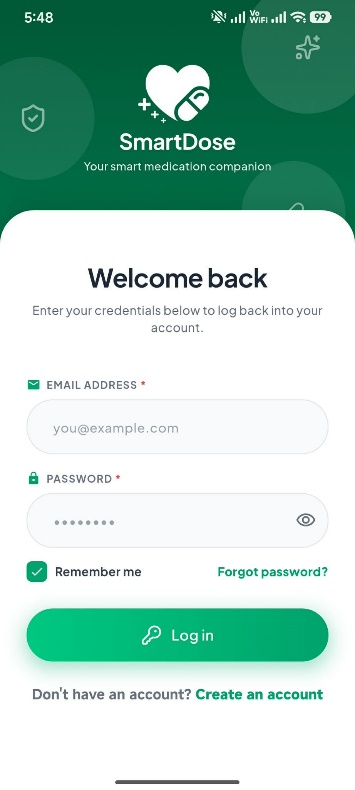 5:48
Vo
WiFi
99
SmartDose
Your smart medication companion
Welcome back
Enter your credentials below to log back into your
account.
EMAIL ADDRESS *
you@example.com
PASSWORD *
••••••••
Remember me
Forgot password?
Log in
Don't have an account? Create an account